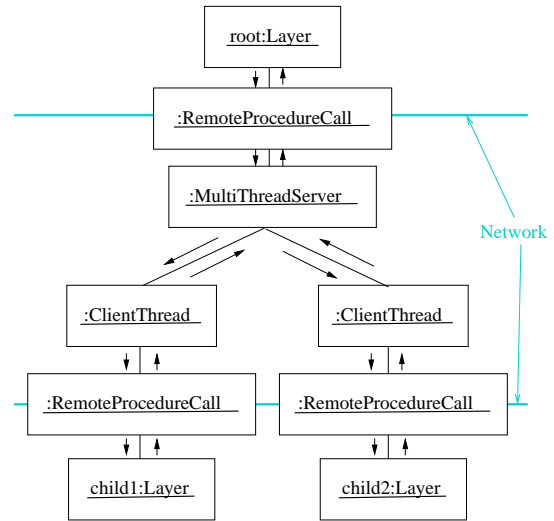 root:Layer
:RemoteProcedureCall
:MultiThreadServer
Network
:ClientThread
:ClientThread
:RemoteProcedureCall
:RemoteProcedureCall
child1:Layer
child2:Layer